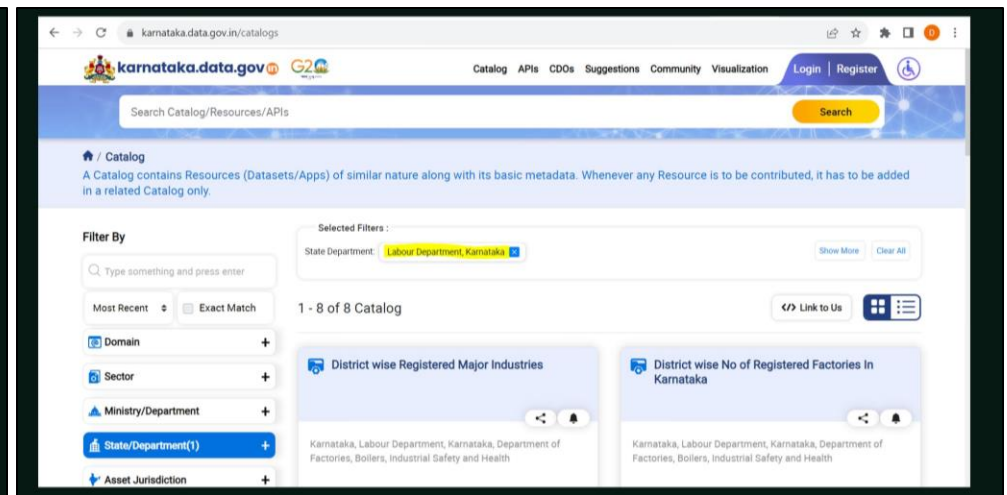 karnataka.data.gov.in/catalogs
karnataka.data.gov in
G20
Catalog APIs CDOs Suggestions Community Visualization Login | Register
Search Catalog/Resources/APIs
Search
/ Catalog
A Catalog contains Resources (Datasets/Apps) of similar nature along with its basic metadata. Whenever any Resource is to be contributed, it has to be added
in a related Catalog only.
Filter By
Type something and press enter
Most Recent Exact Match
Domain +
Sector +
Ministry/Department +
State/Department(1) +
Asset Jurisdiction +
Selected Filters :
State Department: Labour Department, Karnataka x
Show More Clear All
1 - 8 of 8 Catalog
</> Link to Us
District wise Registered Major Industries
Karnataka, Labour Department, Karnataka, Department of
Factories, Boilers, Industrial Safety and Health
District wise No of Registered Factories In
Karnataka
Karnataka, Labour Department, Karnataka, Department of
Factories, Boilers, Industrial Safety and Health